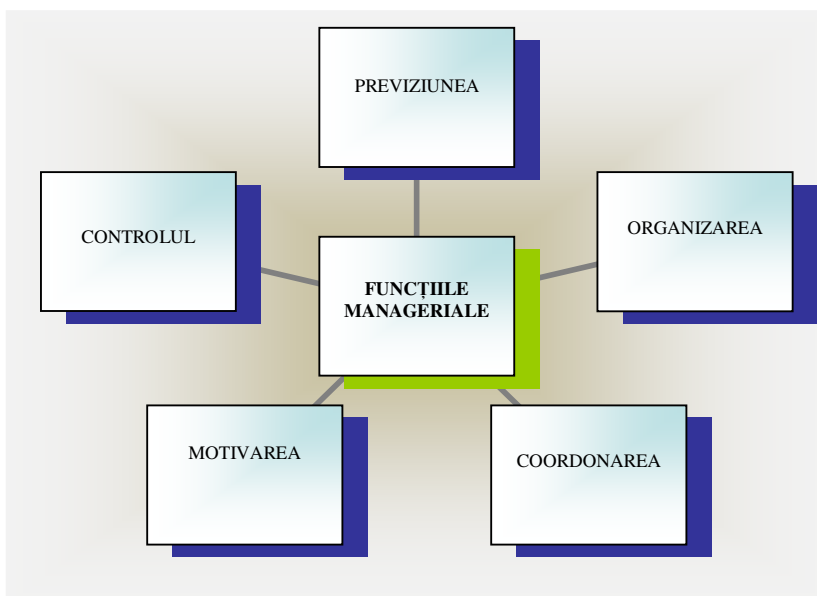 PREVIZIUNEA
CONTROLUL
ORGANIZAREA
FUNCȚIILE
MANAGERIALE
MOTIVAREA
COORDONAREA